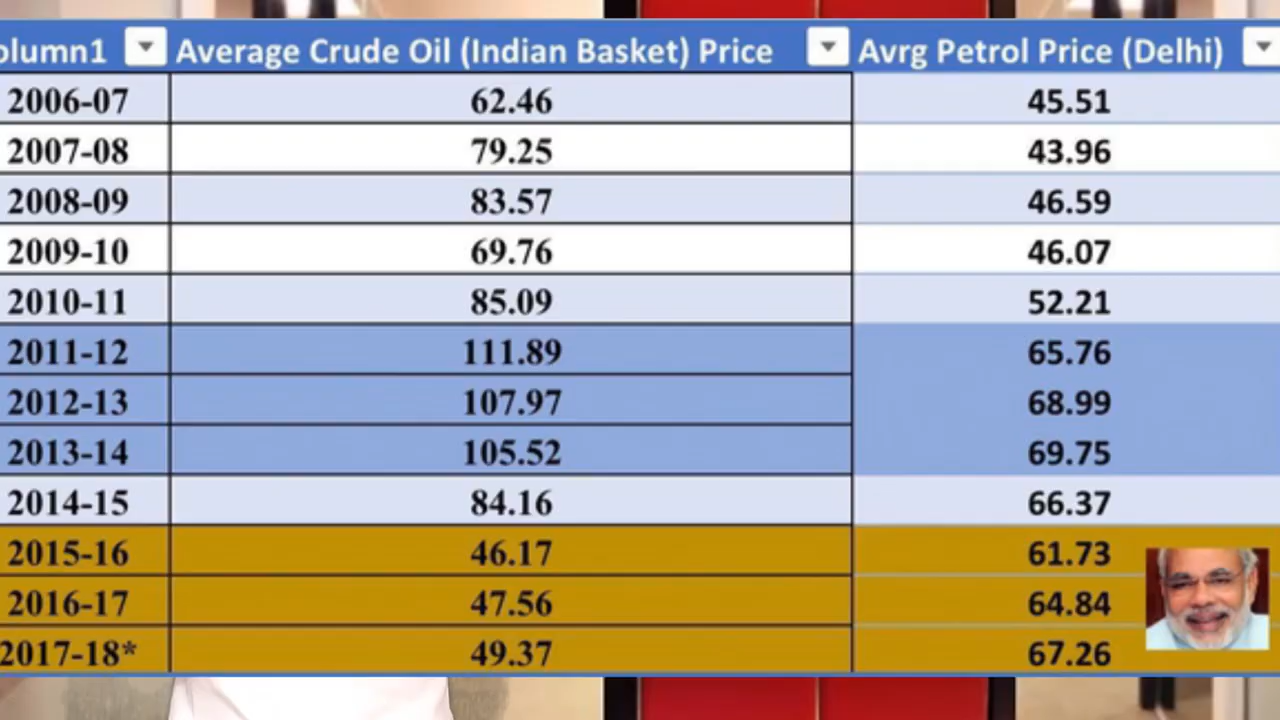 olumn1 Average Crude Oil (Indian Basket) Price Avrg Petrol Price (Delhi)
2006-07 62.46 45.51
2007-08 79.25 43.96
2008-09 83.57 46.59
2009-10 69.76 46.07
2010-11 85.09 52.21
2011-12 111.89 65.76
2012-13 107.97 68.99
2013-14 105.52 69.75
2014-15 84.16 66.37
2015-16 46.17 61.73
2016-17 47.56 64.84
2017-18* 49.37 67.26